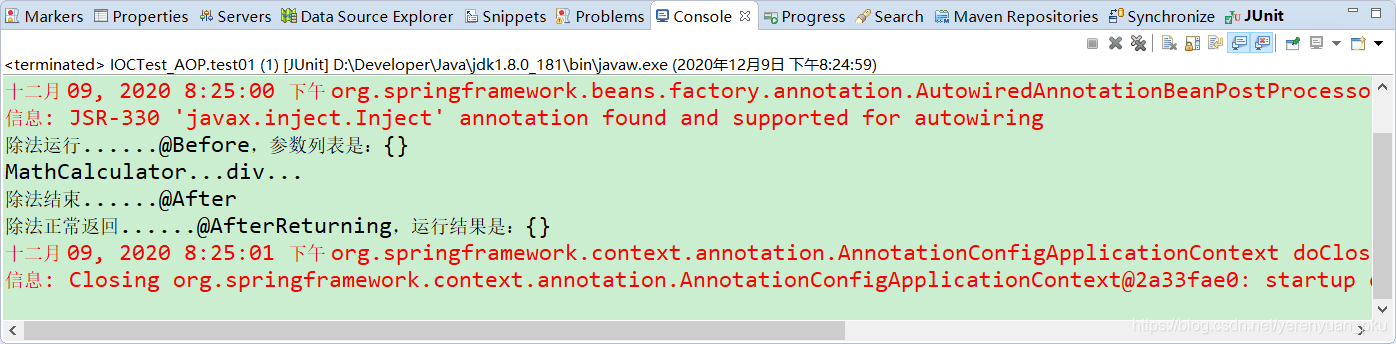 Markers Properties Servers Data Source Explorer Snippets Problems Console Progress Search Maven Repositories Synchronize JUnit
<terminated> IOCTest_AOP.test01 (1) [JUnit] D:\Developer\Java\jdk1.8.0_181\bin\javaw.exe (2020年12月9日 下午8:24:59)
十二月 09, 2020 8:25:00 下午 org.springframework.beans.factory.annotation.AutowiredAnnotationBeanPostProcesso
信息: JSR-330 'javax.inject.Inject' annotation found and supported for autowiring
除法运行......@Before，参数列表是：{}
MathCalculator...div...
除法结束......@After
除法正常返回......@AfterReturning，运行结果是：{}
十二月 09, 2020 8:25:01 下午 org.springframework.context.annotation.AnnotationConfigApplicationContext doClos
信息: Closing org.springframework.context.annotation.AnnotationConfigApplicationContext@2a33fae0: startup